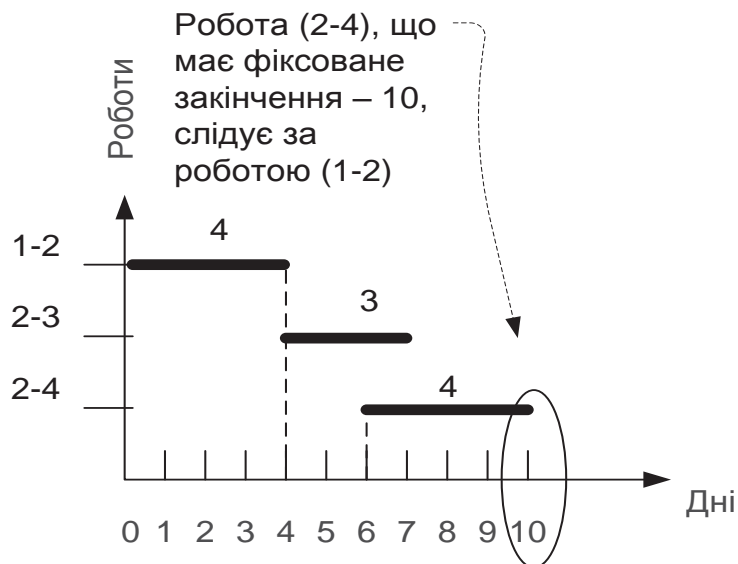 Робота (2-4), що
має фіксоване
закінчення – 10,
слідує за
роботою (1-2)
Роботи
1-2
4
2-3
3
2-4
4
Дні
0 1 2 3 4 5 6 7 8 9 10